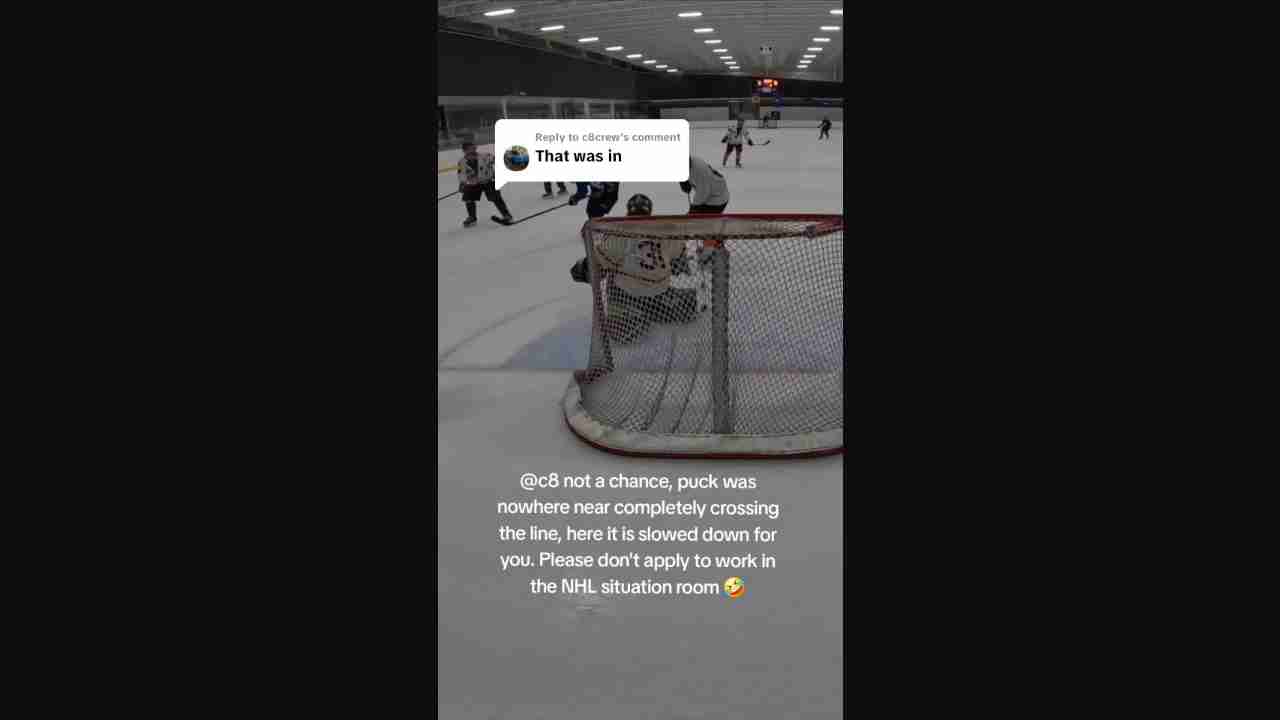 Reply to c8crew's comment
That was in
3
@c8 not a chance, puck was
nowhere near completely crossing
the line, here it is slowed down for
you. Please don't apply to work in
the NHL situation room 🤣